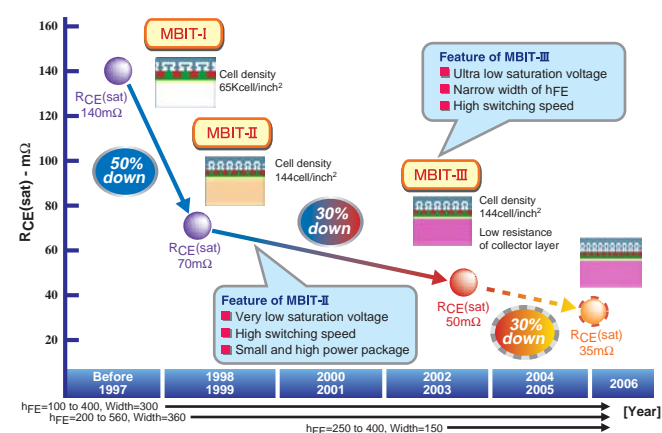 160
140
120
100
80
60
40
20
RCE(sat) - mΩ
MBIT-I
Cell density
65Kcell/inch²
RCE(sat)
140mΩ
50%
down
MBIT-II
Cell density
144cell/inch²
RCE(sat)
70mΩ
30%
down
Feature of MBIT-II
Very low saturation voltage
High switching speed
Small and high power package
Feature of MBIT-III
Ultra low saturation voltage
Narrow width of hFE
High switching speed
MBIT-III
Cell density
144cell/inch²
Low resistance
of collector layer
RCE(sat)
50mΩ
30%
down
RCE(sat)
35mΩ
Before
1997
1998
1999
2000
2001
2002
2003
2004
2005
2006
[Year]
hFE=100 to 400, Width=300
hFE=200 to 560, Width=360
hFE=250 to 400, Width=150